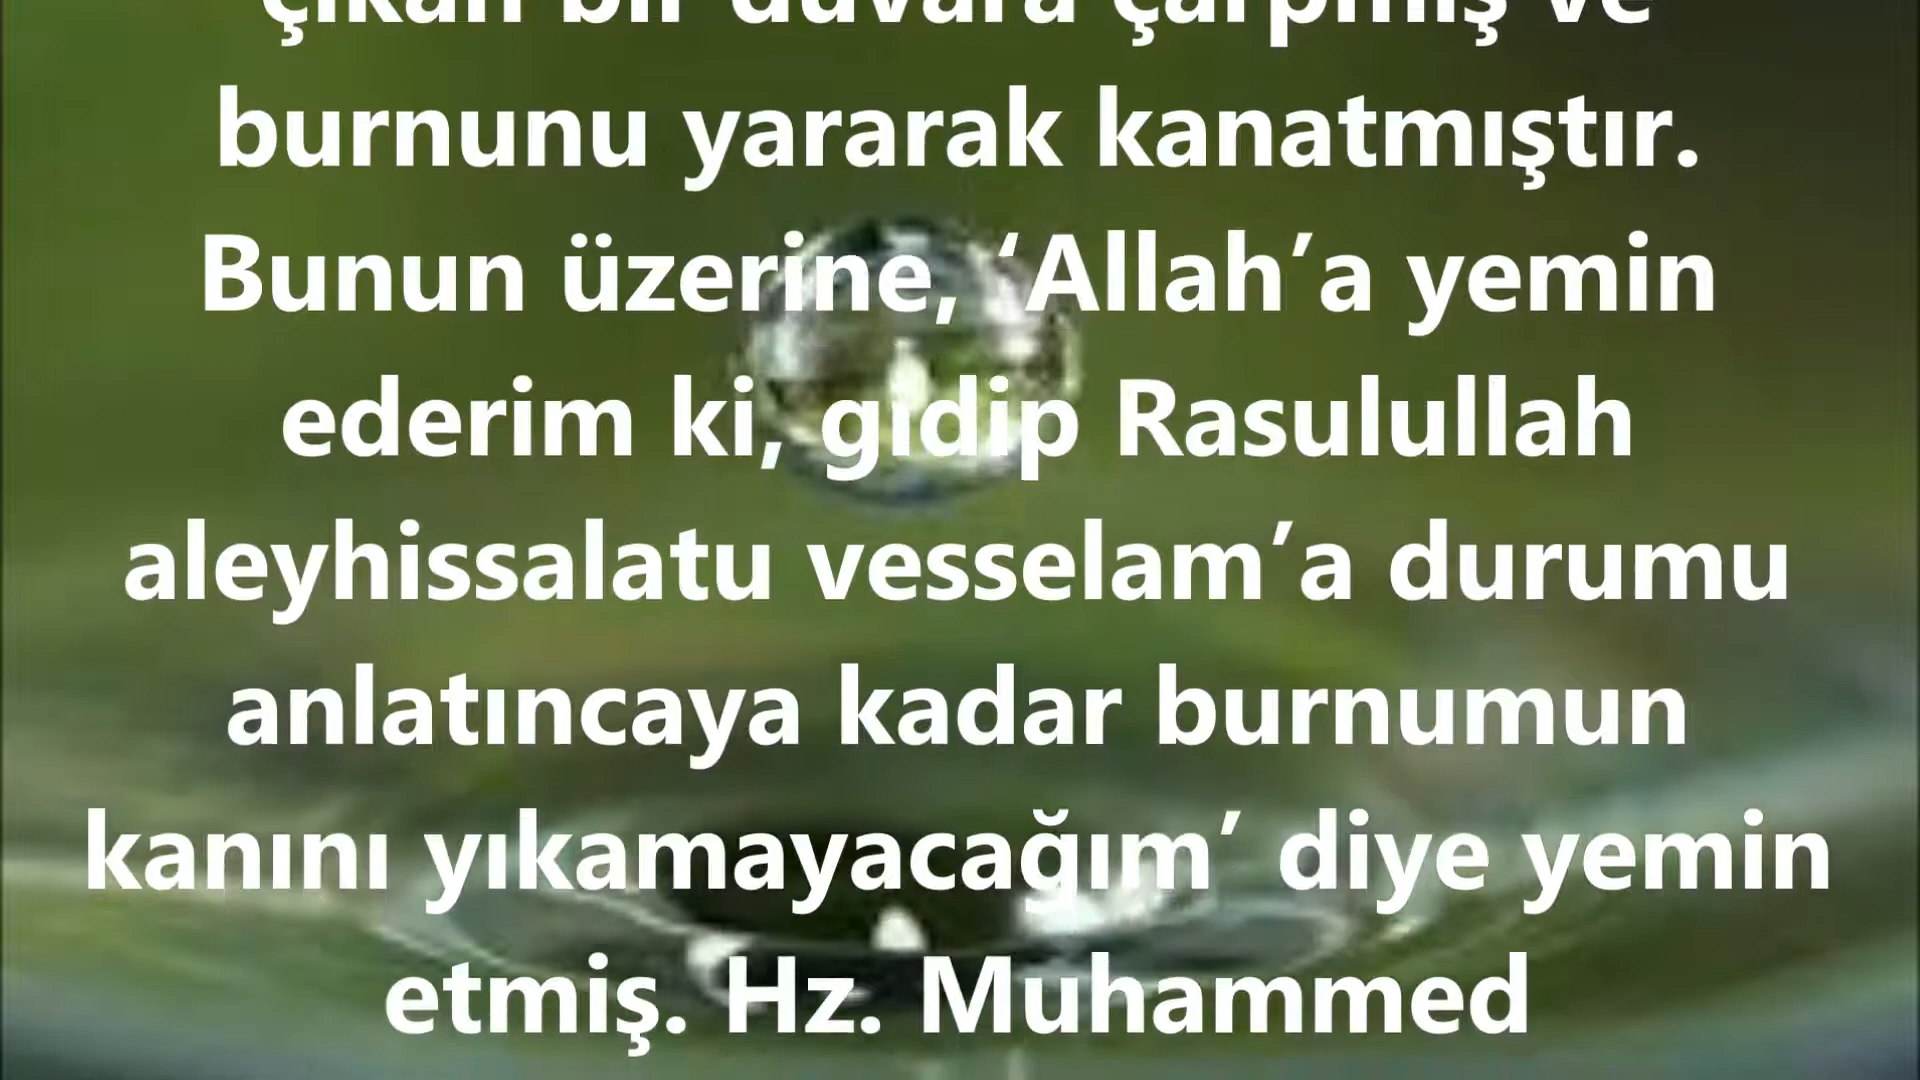 çıkan bir duvara çarpmış ve
burnunu yararak kanatmıştır.
Bunun üzerine, ‘Allah’a yemin
ederim ki, gidip Rasulullah
aleyhissalatu vesselam’a durumu
anlatıncaya kadar burnumun
kanını yıkamayacağım’ diye yemin
etmiş. Hz. Muhammed